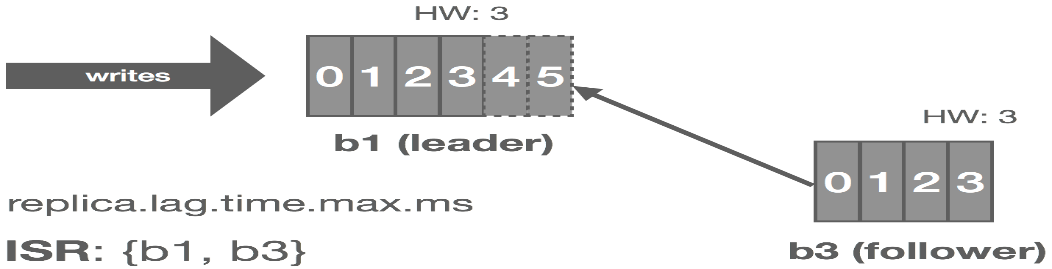 HW: 3
writes
0 1 2 3 4 5
b1 (leader)
HW: 3
0 1 2 3
b3 (follower)
replica.lag.time.max.ms
ISR: {b1, b3}